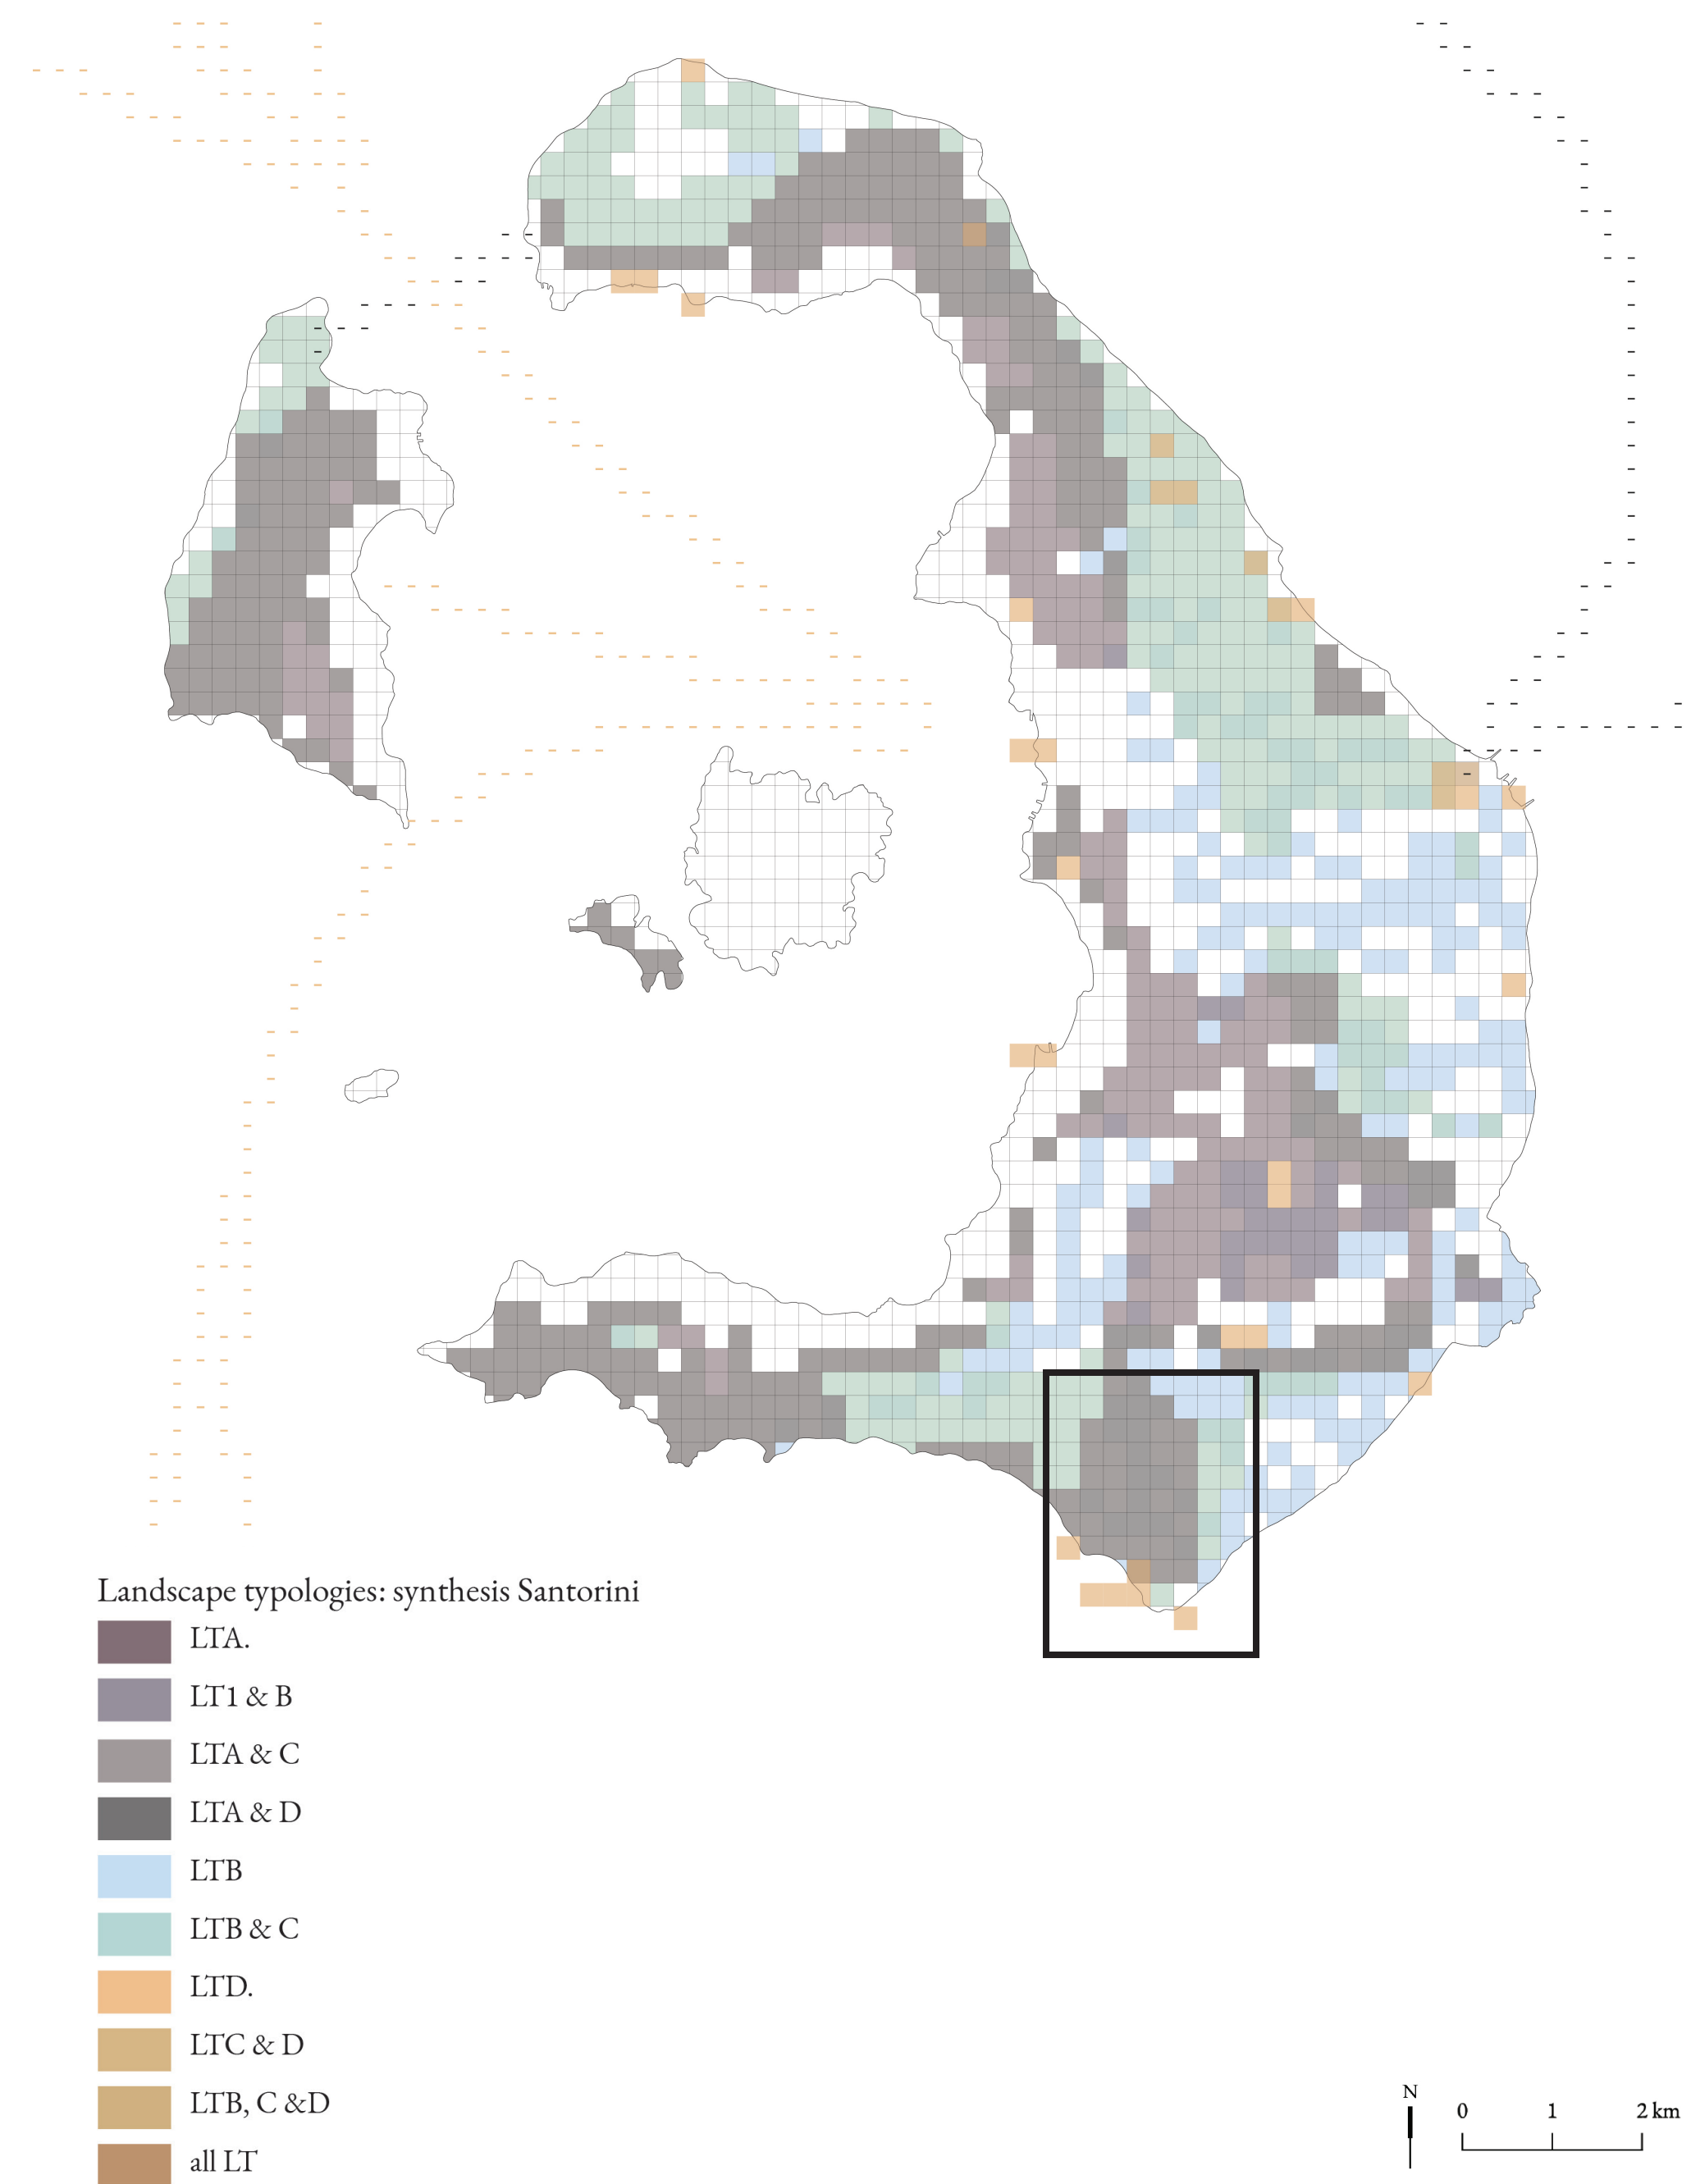 Landscape typologies: synthesis Santorini
LTA.
LT1 & B
LTA & C
LTA & D
LTB
LTB & C
LTD.
LTC & D
LTB, C &D
all LT
N
0 1 2 km